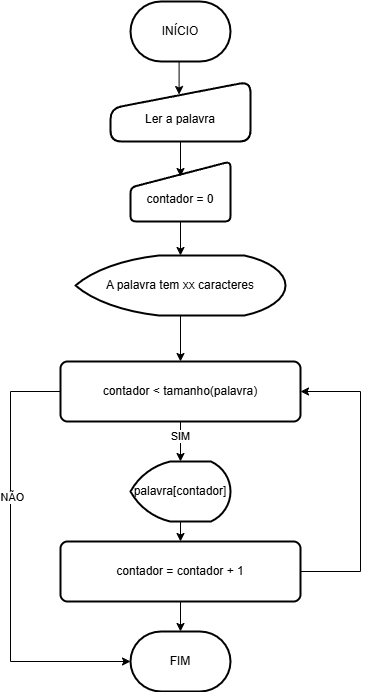 INÍCIO
Ler a palavra
contador = 0
A palavra tem xx caracteres
contador < tamanho(palavra)
SIM
palavra[contador]
NÃO
contador = contador + 1
FIM